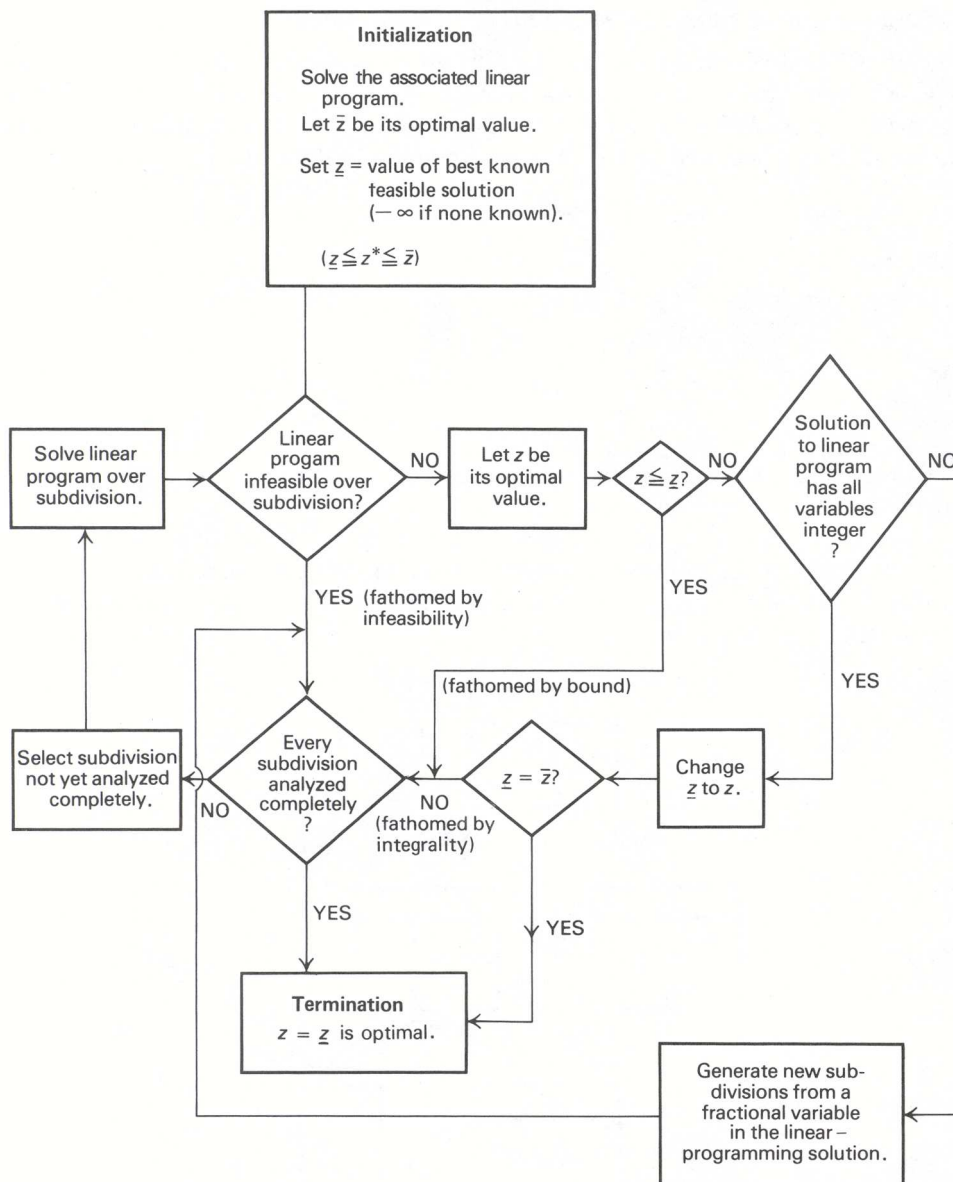 Initialization
Solve the associated linear
program.
Let z̄ be its optimal value.
Set z̲ = value of best known
teasible solution
(− ∞ if none known).
(z̲ ≦ z* ≦ z̄)
Solve linear
program over
subdivision.
Linear
progam
infeasible over
subdivision?
NO
Let z be
its optimal
value.
z ≦ z̲?
NO
Solution
to linear
program
has all
variables
integer
?
NO
YES (fathomed by
infeasibility)
YES
(fathomed by bound)
YES
Select subdivision
not yet analyzed
completely.
NO
Every
subdivision
analyzed
completely
?
NO
(fathomed by
integrality)
z̲ = z̄?
Change
z̲ to z.
YES
YES
Termination
z = z̲ is optimal.
Generate new sub-
divisions from a
fractional variable
in the linear –
programming solution.